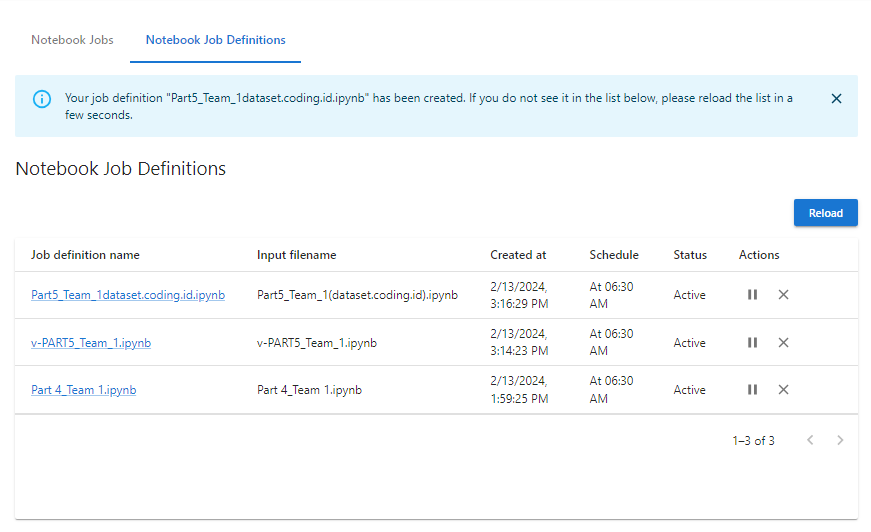 Notebook Jobs
Notebook Job Definitions
Your job definition "Part5_Team_1dataset.coding.id.ipynb" has been created. If you do not see it in the list below, please reload the list in a
few seconds.
Notebook Job Definitions
Reload
Job definition name Input filename Created at Schedule Status Actions
Part5_Team_1dataset.coding.id.ipynb Part5_Team_1(dataset.coding.id).ipynb 2/13/2024, 3:16:29 PM At 06:30 AM Active
v-PART5_Team_1.ipynb v-PART5_Team_1.ipynb 2/13/2024, 3:14:23 PM At 06:30 AM Active
Part 4_Team 1.ipynb Part 4_Team 1.ipynb 2/13/2024, 1:59:25 PM At 06:30 AM Active
1–3 of 3